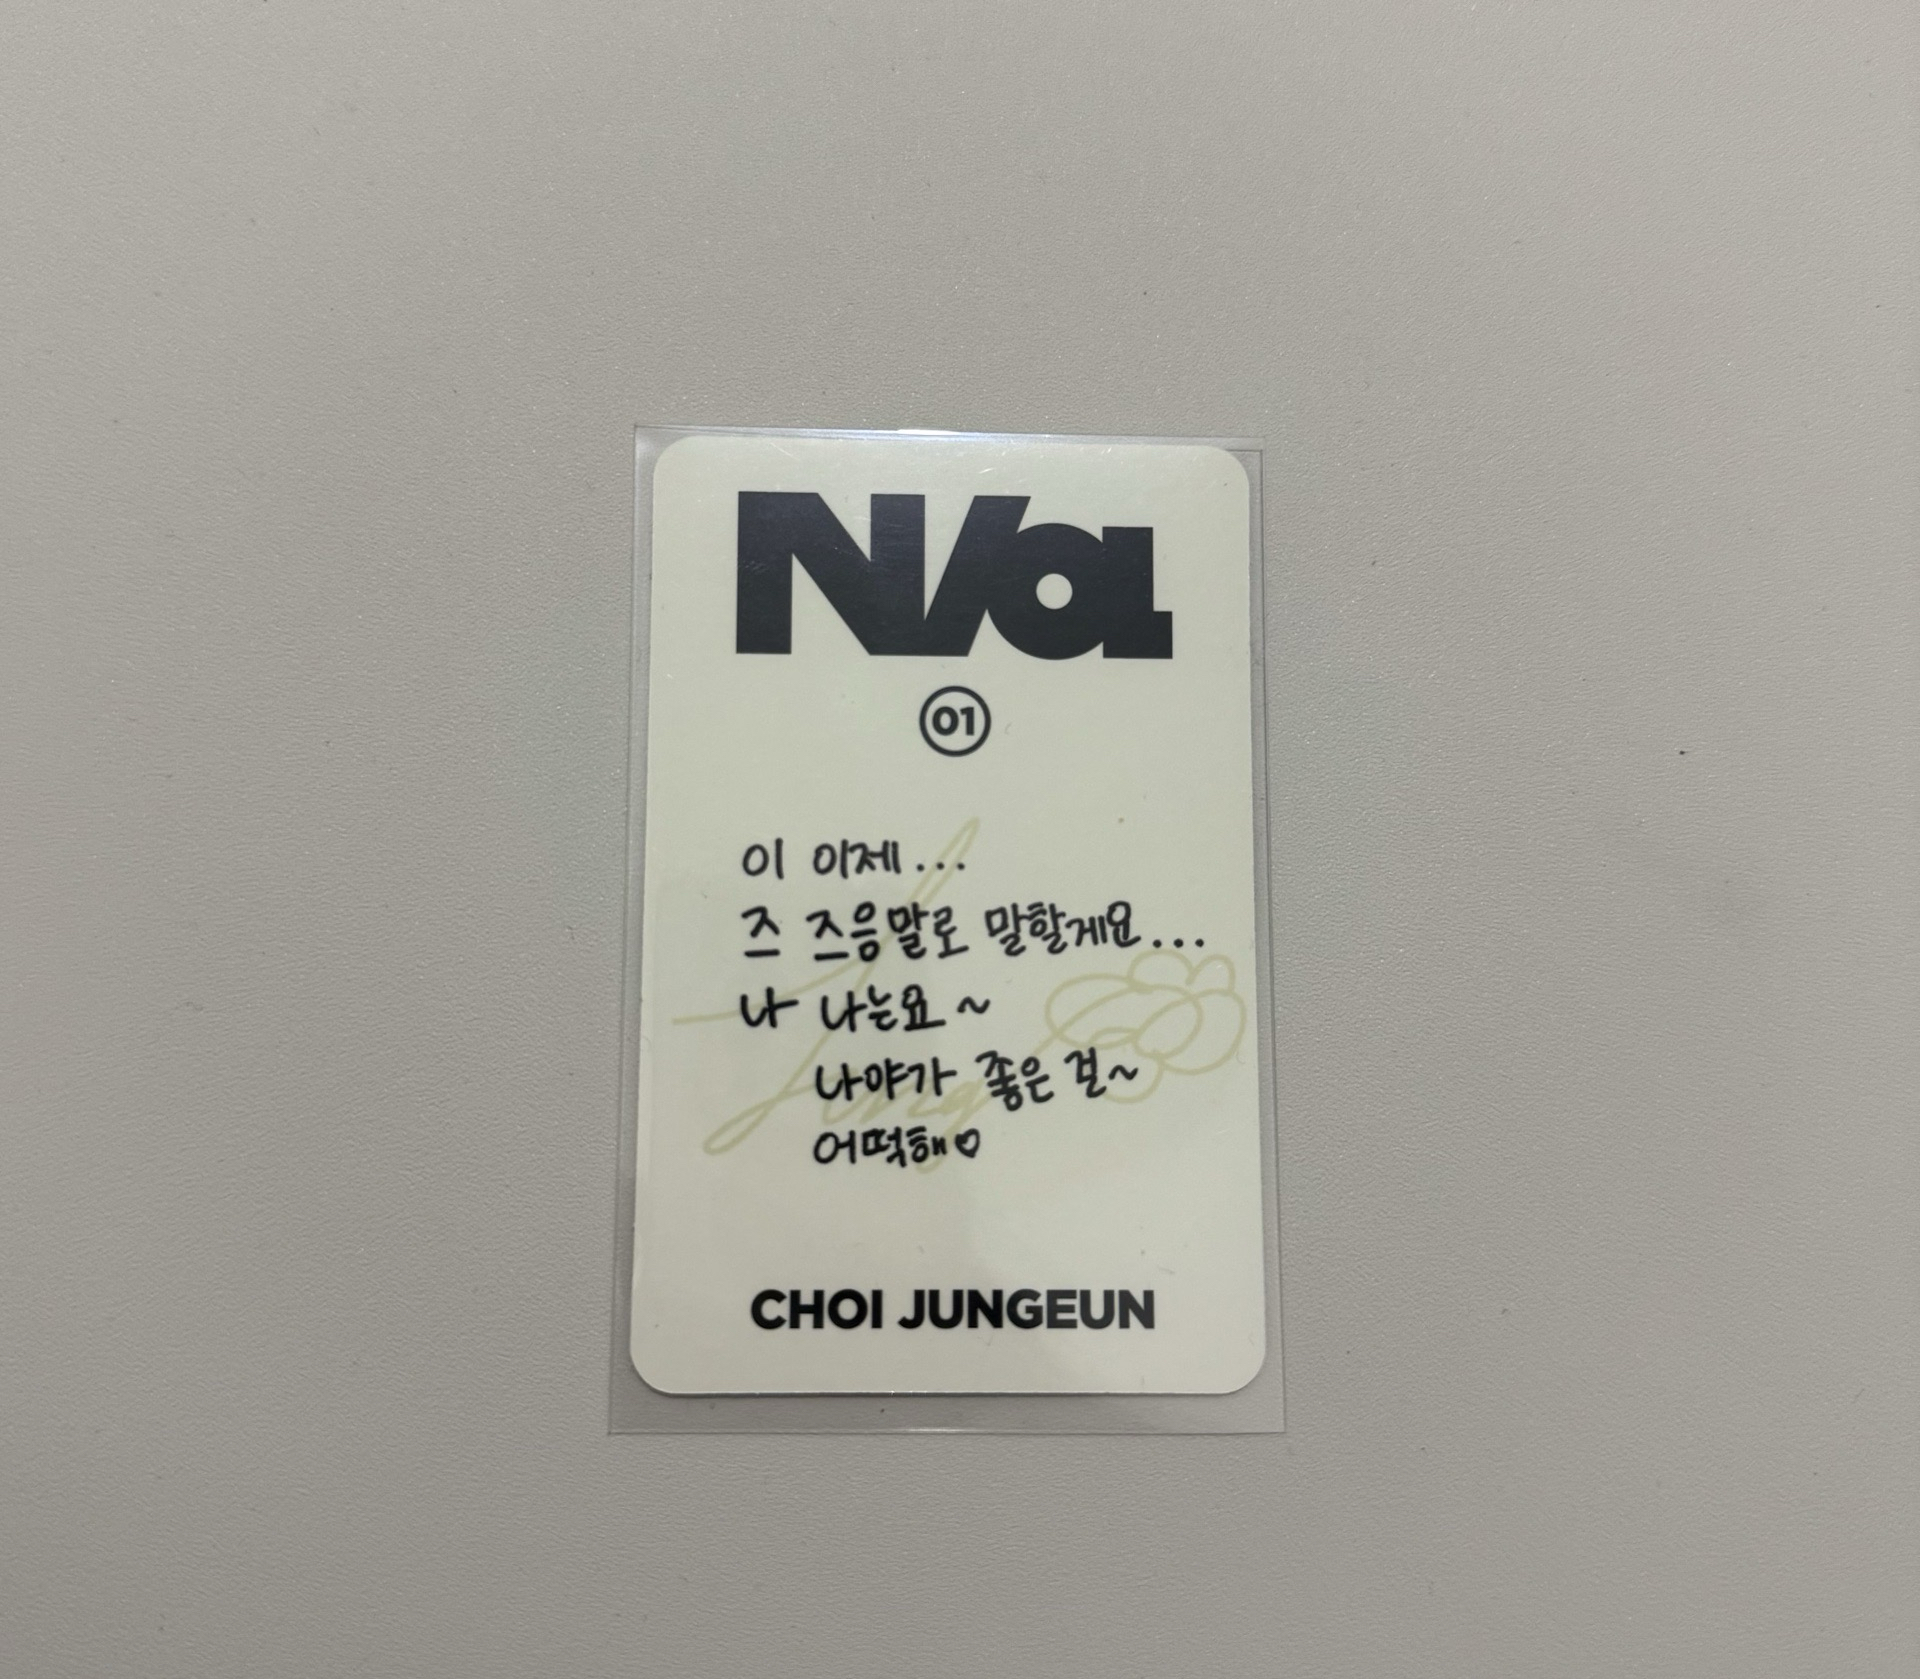 N/a
01
이 이제...
즈 즈응말로 말할게요...
나 나는요~
나야가 좋은 걸~
어떡해♡
CHOI JUNGEUN